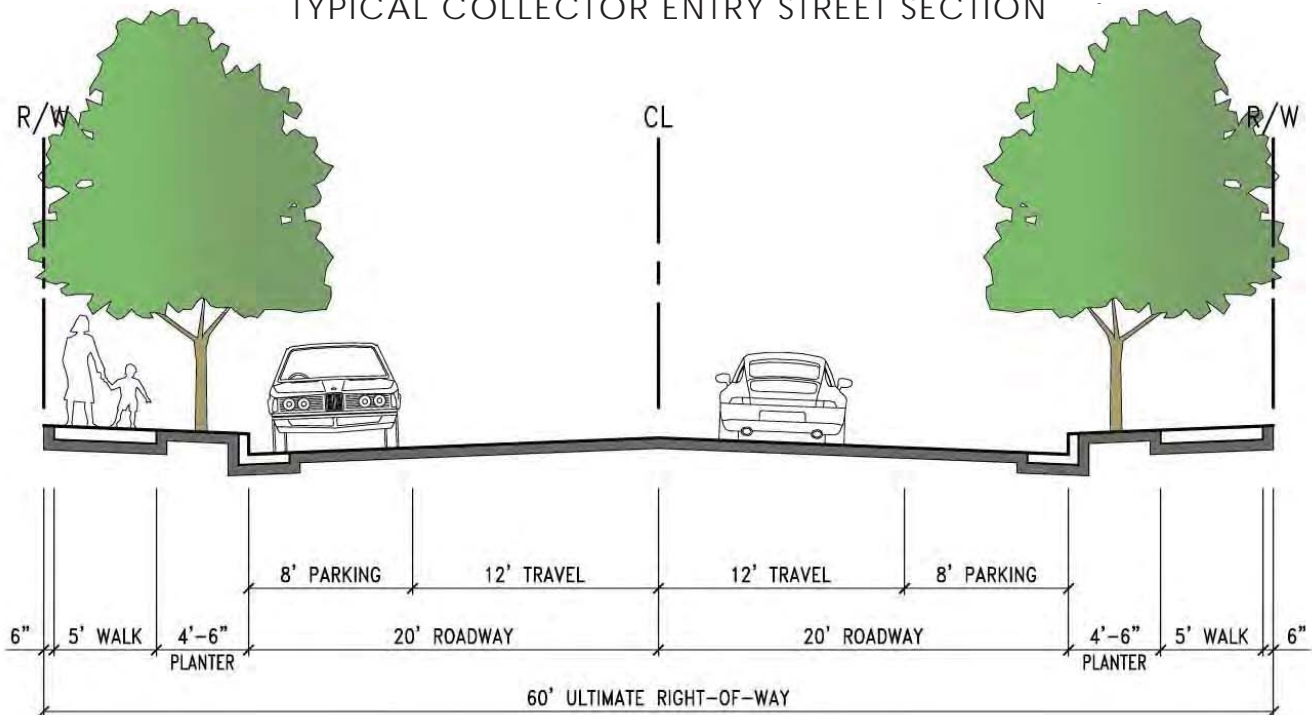 TYPICAL COLLECTOR ENTRY STREET SECTION
R/W CL R/W
8' PARKING 12' TRAVEL 12' TRAVEL 8' PARKING
6" 5' WALK 4'-6" 20' ROADWAY 20' ROADWAY 4'-6" 5' WALK 6"
PLANTER PLANTER
60' ULTIMATE RIGHT-OF-WAY